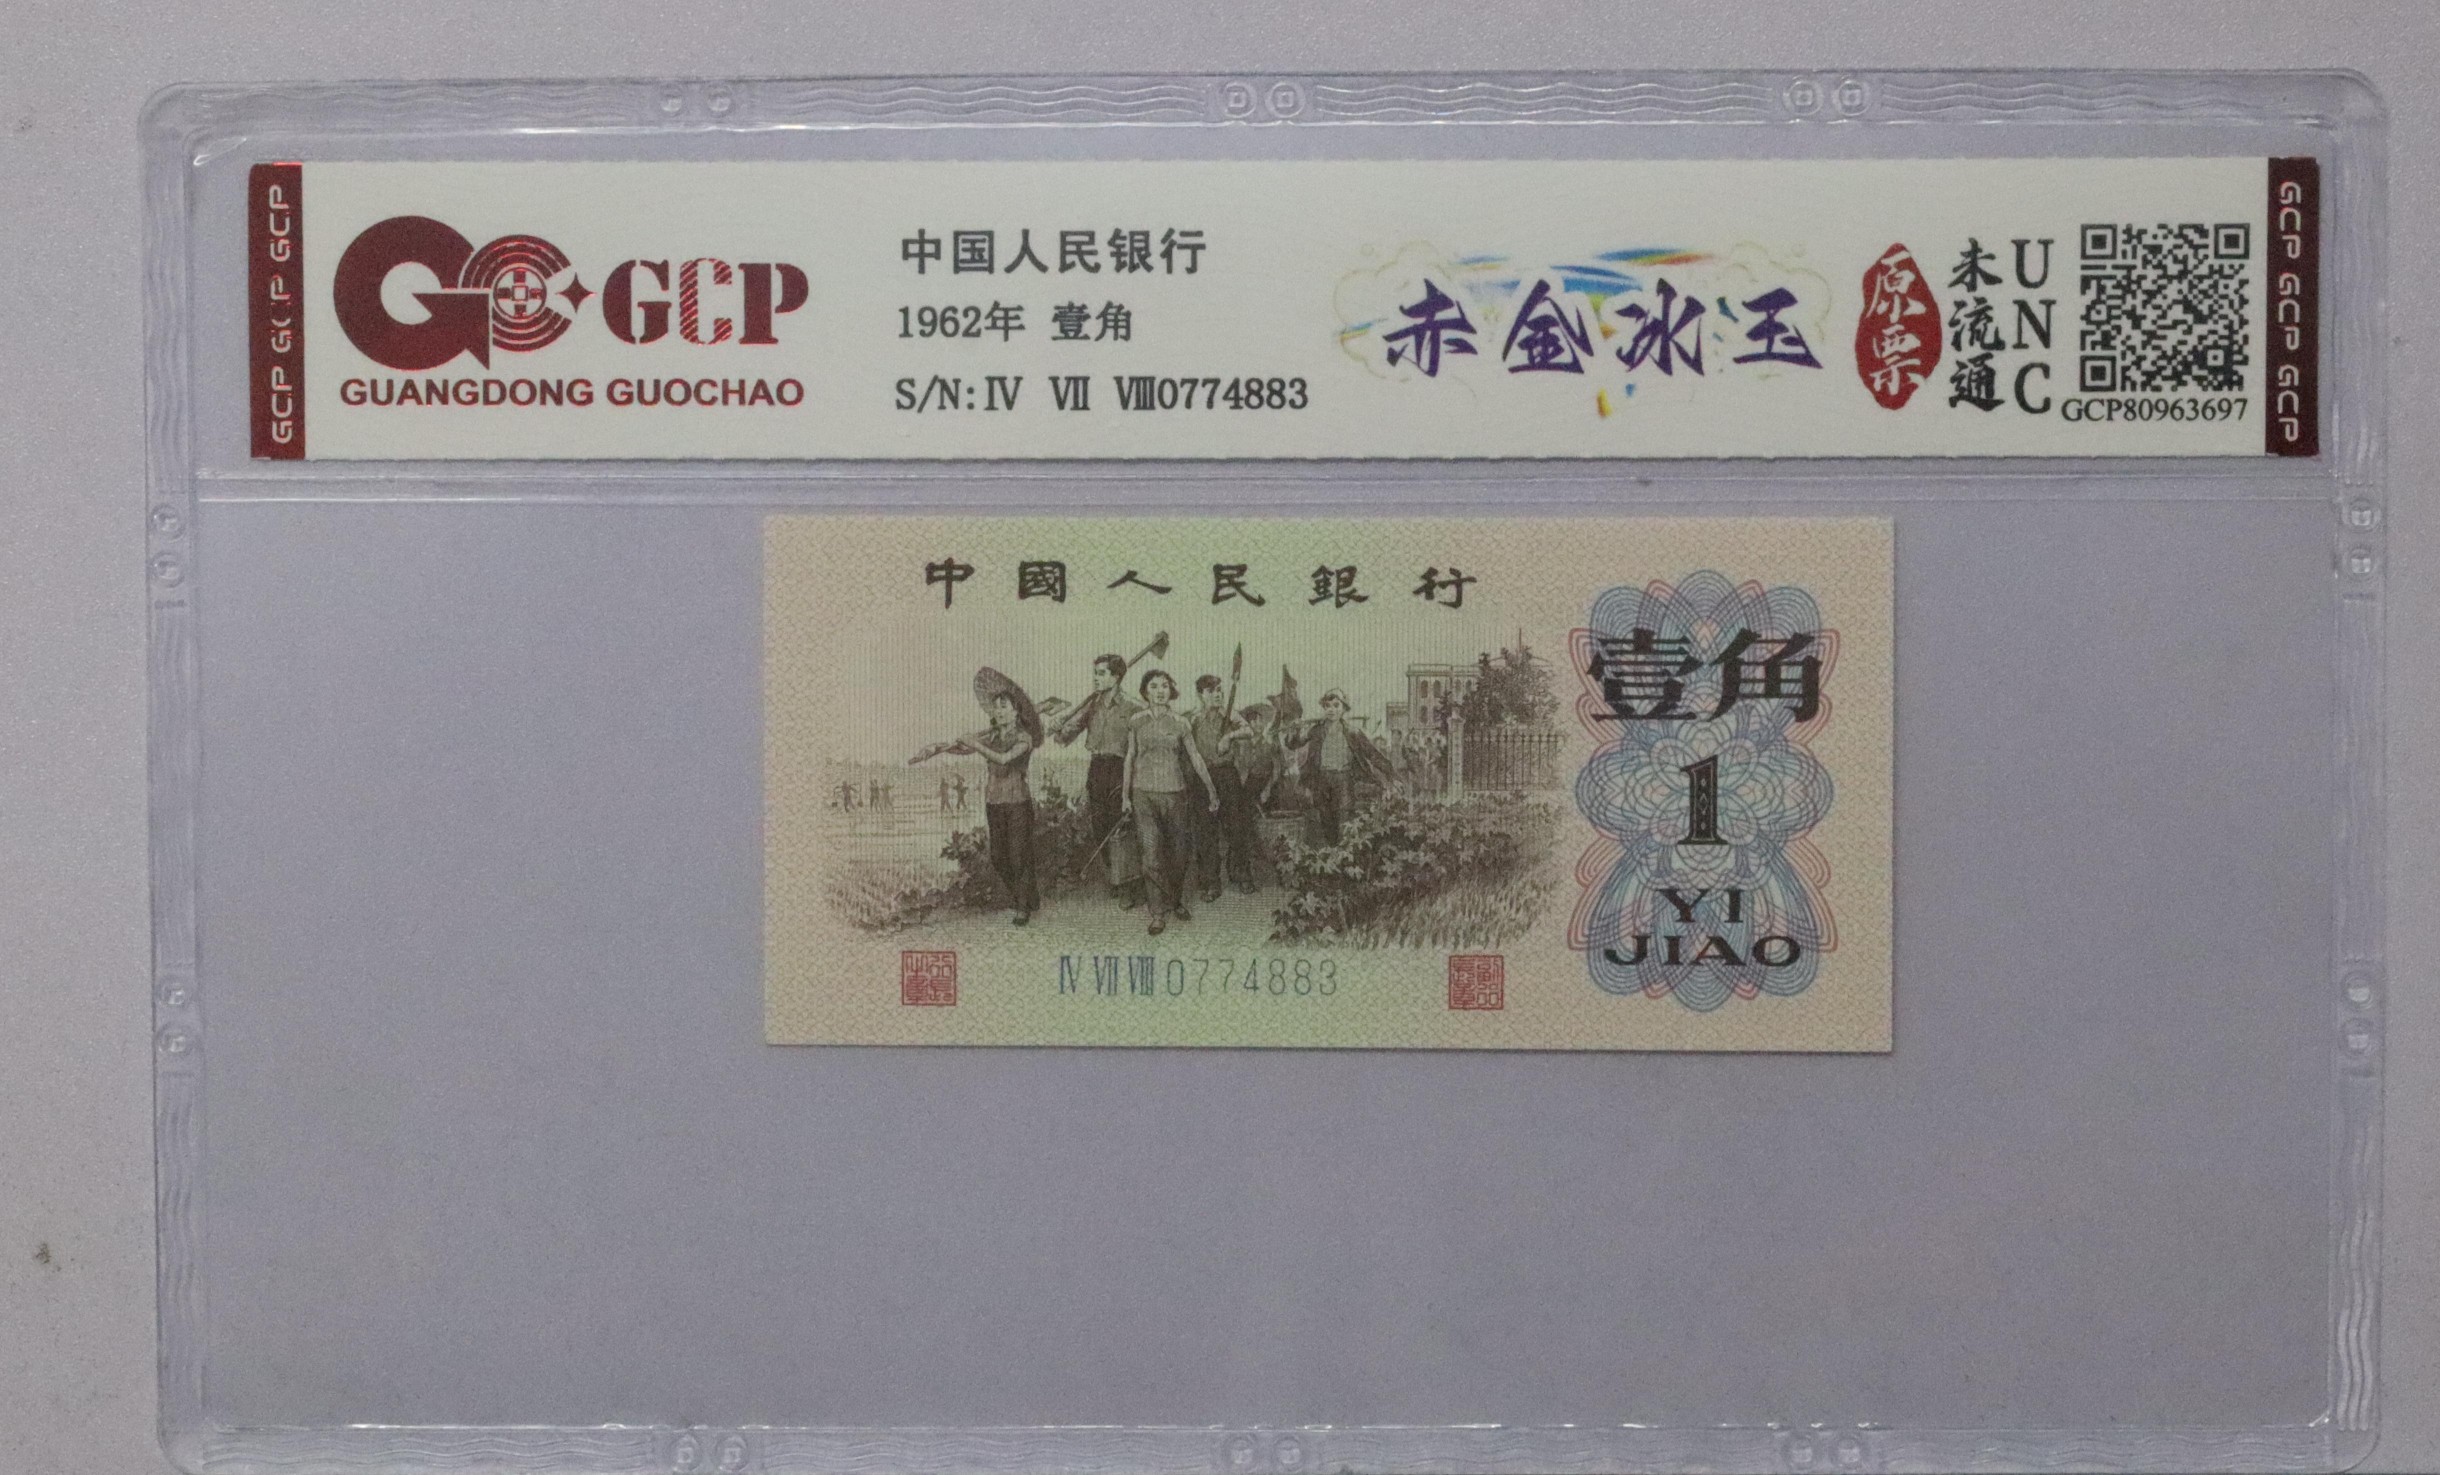 GCP GCP GCP
GCP
GUANGDONG GUOCHAO
中国人民银行
1962年 壹角
S/N:Ⅳ Ⅶ Ⅷ0774883
赤金冰玉
原票
未流通
UNC
GCP80963697
GCP GCP GCP
中國人民銀行
壹角
1
YI
JIAO
Ⅳ Ⅶ Ⅷ 0774883